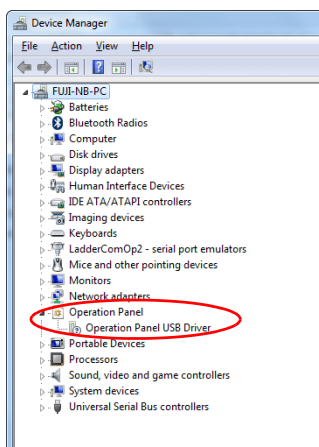 Device Manager
File Action View Help
FUJI-NB-PC
Batteries
Bluetooth Radios
Computer
Disk drives
Display adapters
Human Interface Devices
IDE ATA/ATAPI controllers
Imaging devices
Keyboards
LadderComOp2 - serial port emulators
Mice and other pointing devices
Monitors
Network adapters
Operation Panel
Operation Panel USB Driver
Portable Devices
Processors
Sound, video and game controllers
System devices
Universal Serial Bus controllers